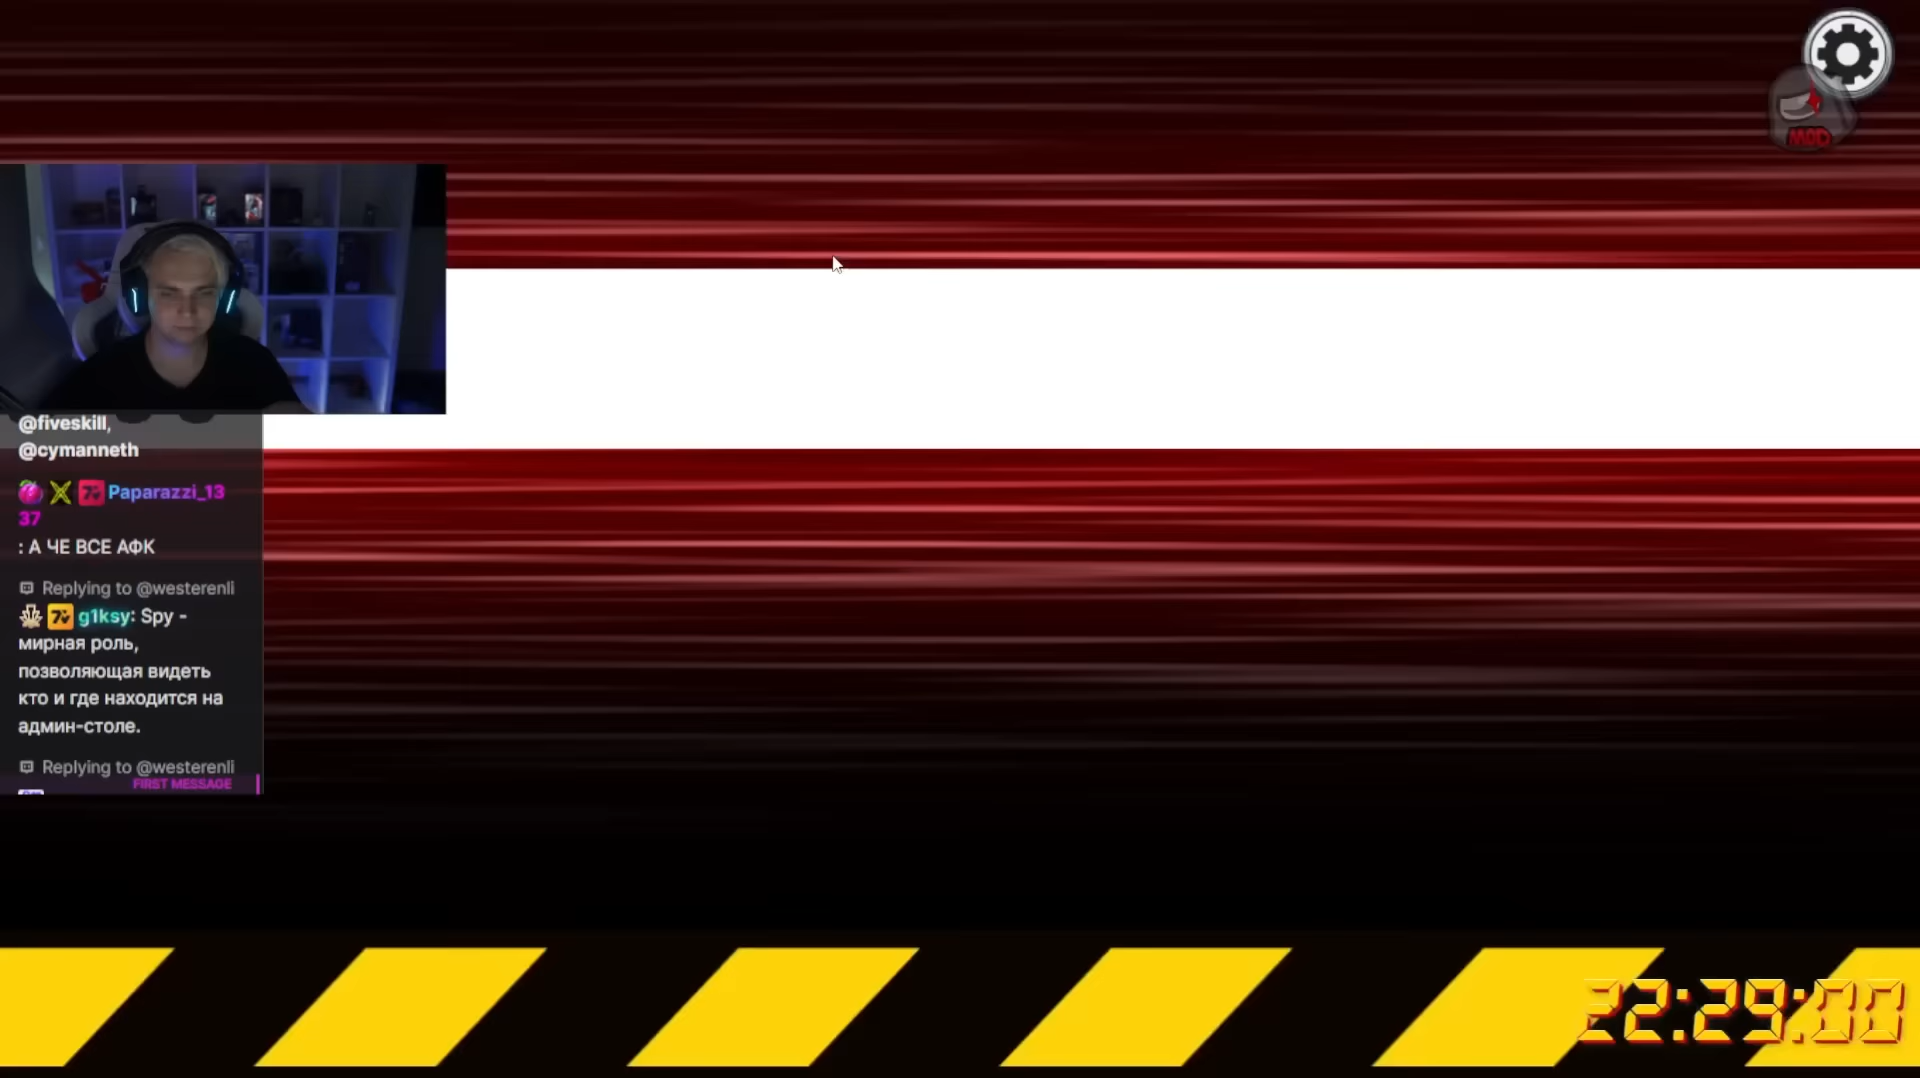 MOD
@fiveskill,
@cymanneth
Paparazzi_13
37
: А ЧЕ ВСЕ АФК
Replying to @westerenli
g1ksy: Spy -
мирная роль,
позволяющая видеть
кто и где находится на
админ-столе.
Replying to @westerenli
FIRST MESSAGE
22:29:00